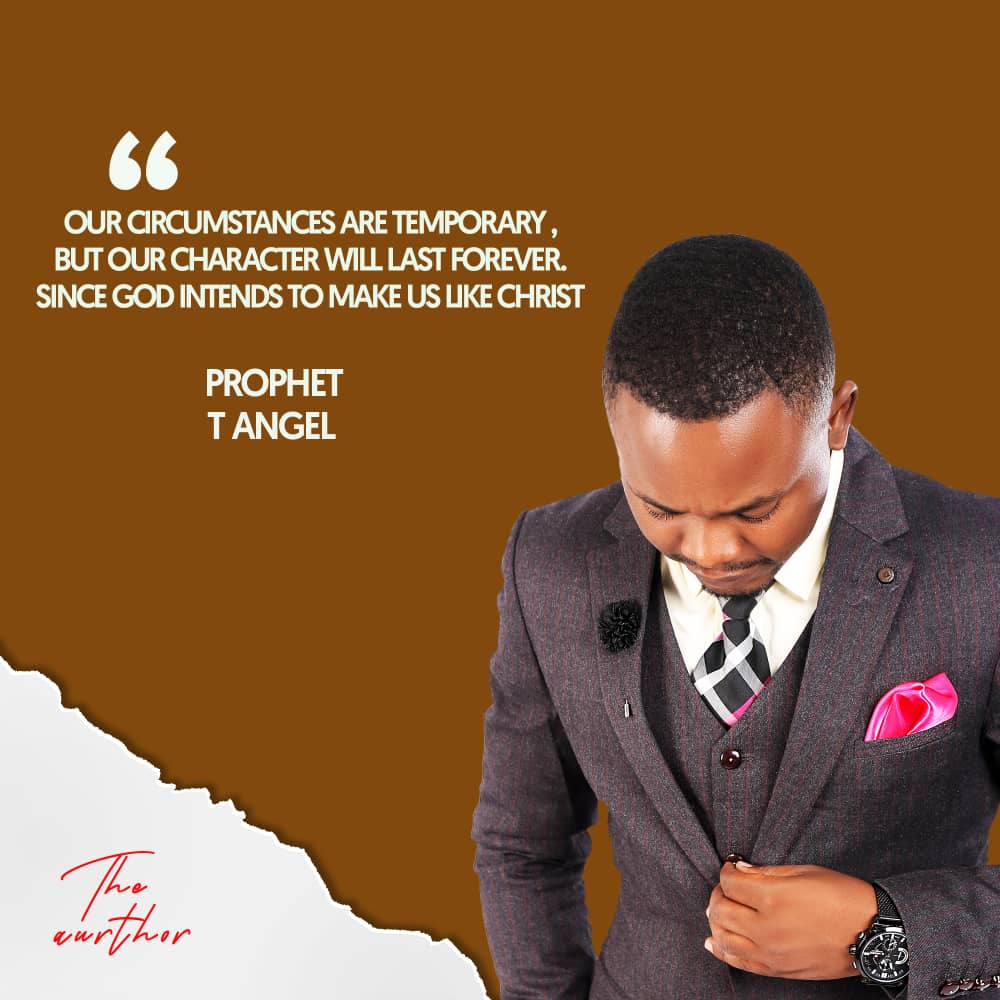 “
OUR CIRCUMSTANCES ARE TEMPORARY ,
BUT OUR CHARACTER WILL LAST FOREVER.
SINCE GOD INTENDS TO MAKE US LIKE CHRIST
PROPHET
T ANGEL
The
aurthor